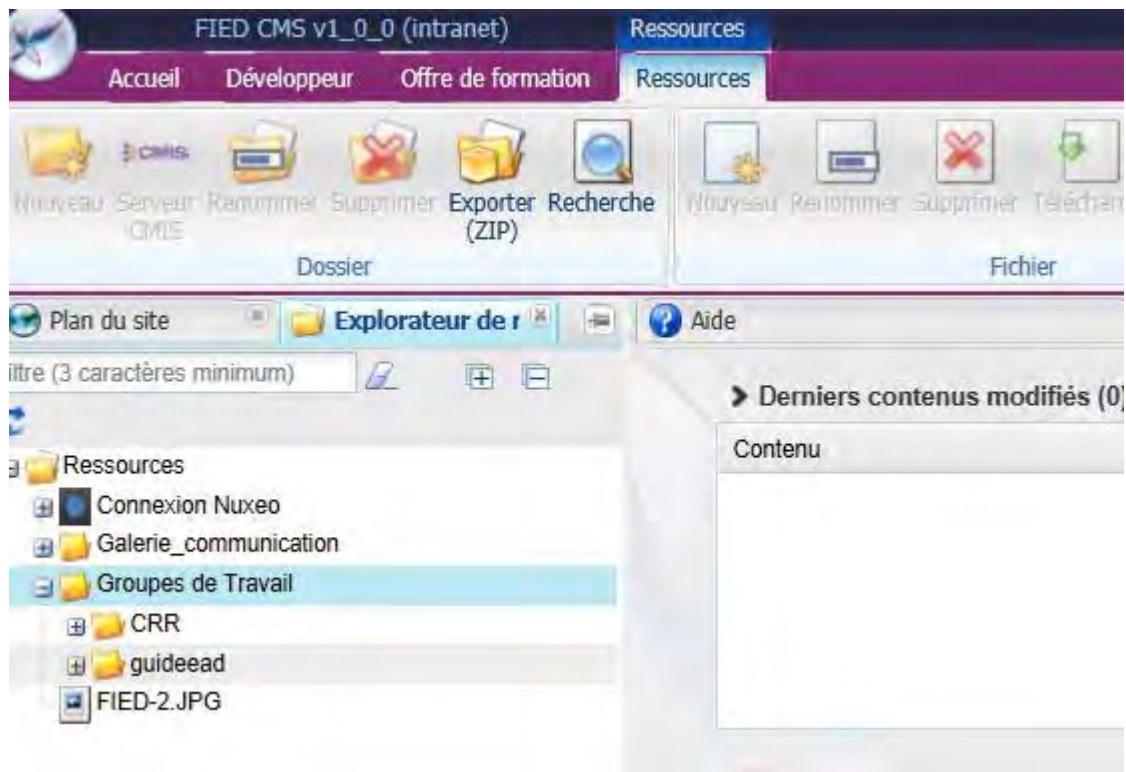 FIED CMS v1_0_0 (intranet) Ressources
Accueil Développeur Offre de formation Ressources
CMIS
Nouveau Serveur Renommer Supprimer Exporter Recherche Nouveau Renommer Supprimer Téléchar
CMIS (ZIP)
Dossier Fichier
Plan du site Explorateur de r Aide
iltre (3 caractères minimum)
Derniers contenus modifiés (0)
Contenu
Ressources
Connexion Nuxeo
Galerie_communication
Groupes de Travail
CRR
guideead
FIED-2.JPG